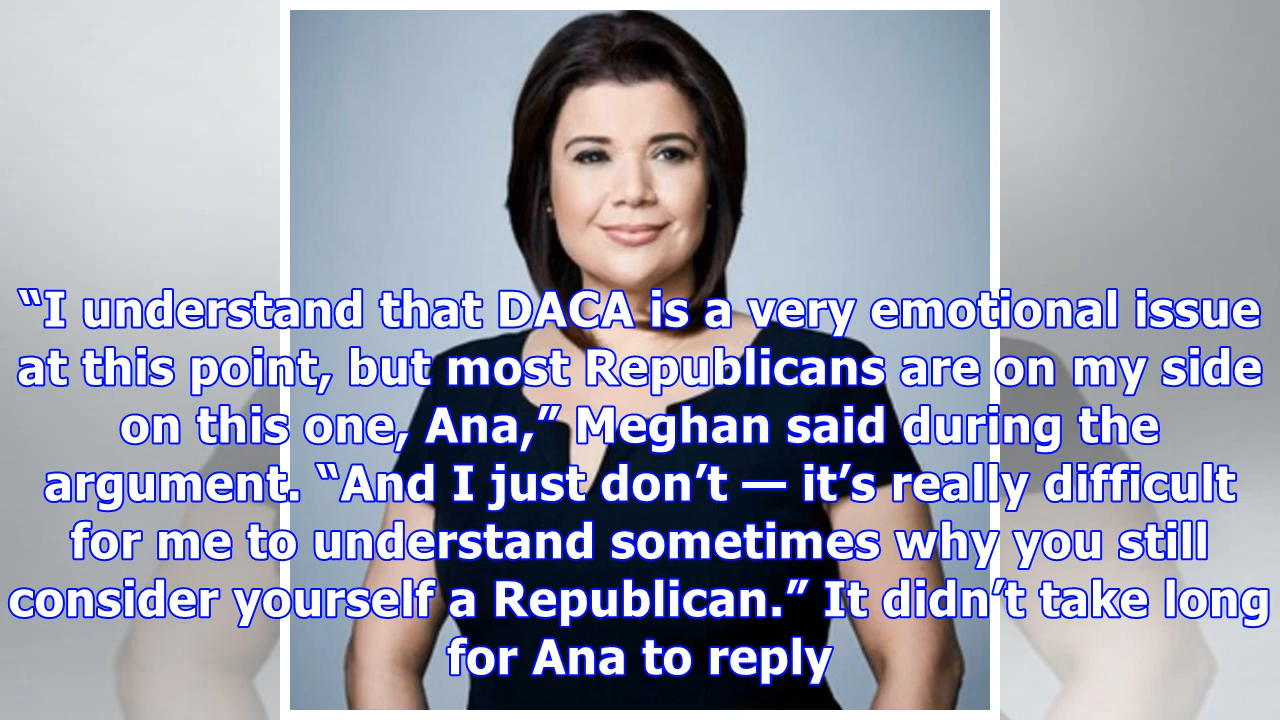 “I understand that DACA is a very emotional issue
at this point, but most Republicans are on my side
on this one, Ana,” Meghan said during the
argument. “And I just don’t — it’s really difficult
for me to understand sometimes why you still
consider yourself a Republican.” It didn’t take long
for Ana to reply